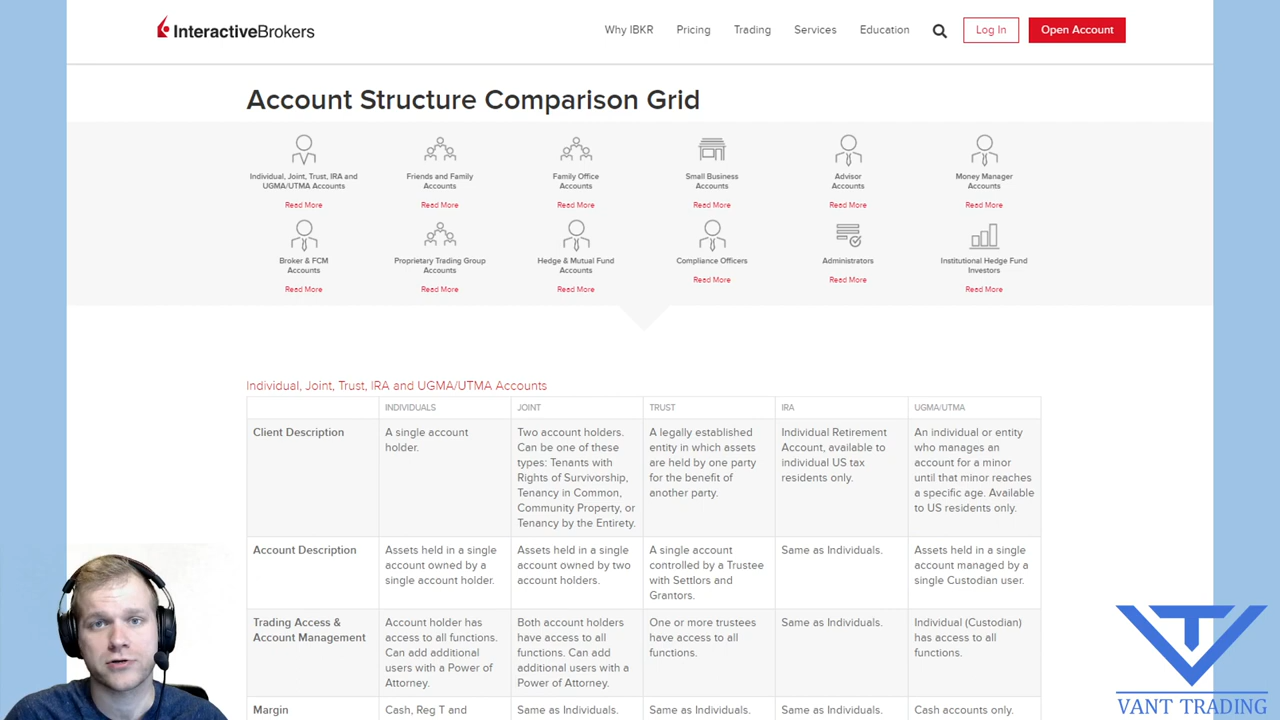 InteractiveBrokers
Why IBKR Pricing Trading Services Education Log In Open Account
Account Structure Comparison Grid
Individual, Joint, Trust, IRA and
UGMA/UTMA Accounts
Read More
Friends and Family
Accounts
Read More
Family Office
Accounts
Read More
Small Business
Accounts
Read More
Advisor
Accounts
Read More
Money Manager
Accounts
Read More
Broker & FCM
Accounts
Read More
Proprietary Trading Group
Accounts
Read More
Hedge & Mutual Fund
Accounts
Read More
Compliance Officers
Read More
Administrators
Read More
Institutional Hedge Fund
Investors
Read More
Individual, Joint, Trust, IRA and UGMA/UTMA Accounts
INDIVIDUALS JOINT TRUST IRA UGMA/UTMA
Client Description
A single account
holder.
Two account holders.
Can be one of these
types: Tenants with
Rights of Survivorship,
Tenancy in Common,
Community Property, or
Tenancy by the Entirety.
A legally established
entity in which assets
are held by one party
for the benefit of
another party.
Individual Retirement
Account, available to
individual US tax
residents only.
An individual or entity
who manages an
account for a minor
until that minor reaches
a specific age. Available
to US residents only.
Account Description
Assets held in a single
account owned by a
single account holder.
Assets held in a single
account owned by two
account holders.
A single account
controlled by a Trustee
with Settlors and
Grantors.
Same as Individuals.
Assets held in a single
account managed by a
single Custodian user.
Trading Access &
Account Management
Account holder has
access to all functions.
Can add additional
users with a Power of
Attorney.
Both account holders
have access to all
functions. Can add
additional users with a
Power of Attorney.
One or more trustees
have access to all
functions.
Same as Individuals.
Individual (Custodian)
has access to all
functions.
Margin
Cash, Reg T and
Same as Individuals.
Same as Individuals.
Same as Individuals.
Cash accounts only.
VANT TRADING